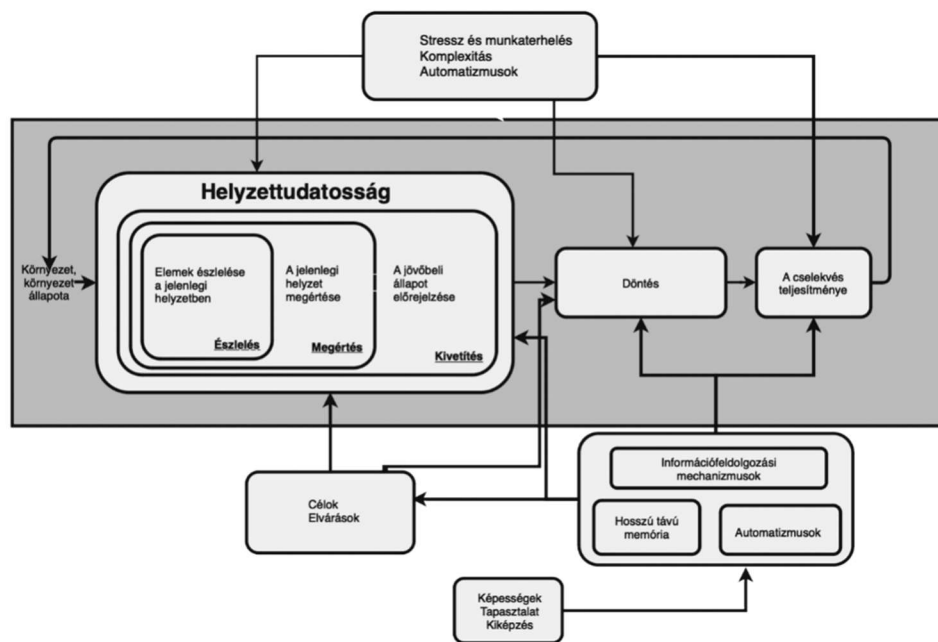 Stressz és munkaterhelés
Komplexitás
Automatizmusok
Helyzettudatosság
Környezet,
környezet
állapota
Elemek észlelése
a jelenlegi
helyzetben
Észlelés
A jelenlegi
helyzet
megértése
Megértés
A jövőbeli
állapot
előrejelzése
Kivetítés
Döntés
A cselekvés
teljesítménye
Célok
Elvárások
Információfeldolgozási
mechanizmusok
Hosszú távú
memória
Automatizmusok
Képességek
Tapasztalat
Kiképzés